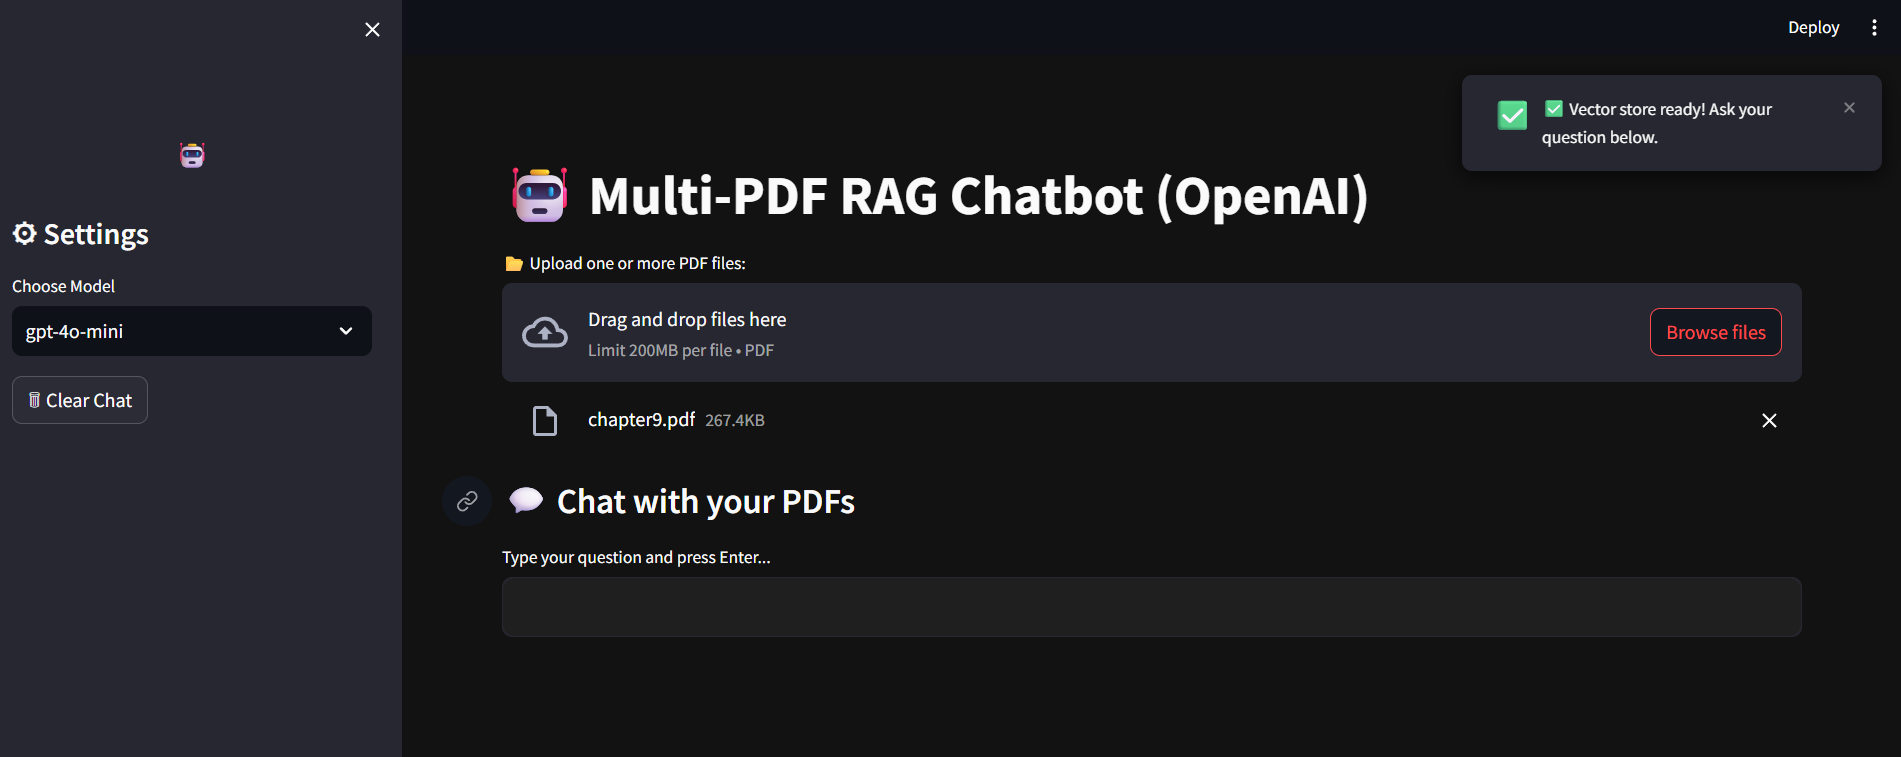 Deploy
✅ Vector store ready! Ask your
question below.
⚙ Settings
Choose Model
gpt-4o-mini
🗑 Clear Chat
🤖 Multi-PDF RAG Chatbot (OpenAI)
📂 Upload one or more PDF files:
Drag and drop files here
Limit 200MB per file • PDF
Browse files
chapter9.pdf 267.4KB
💬 Chat with your PDFs
Type your question and press Enter...